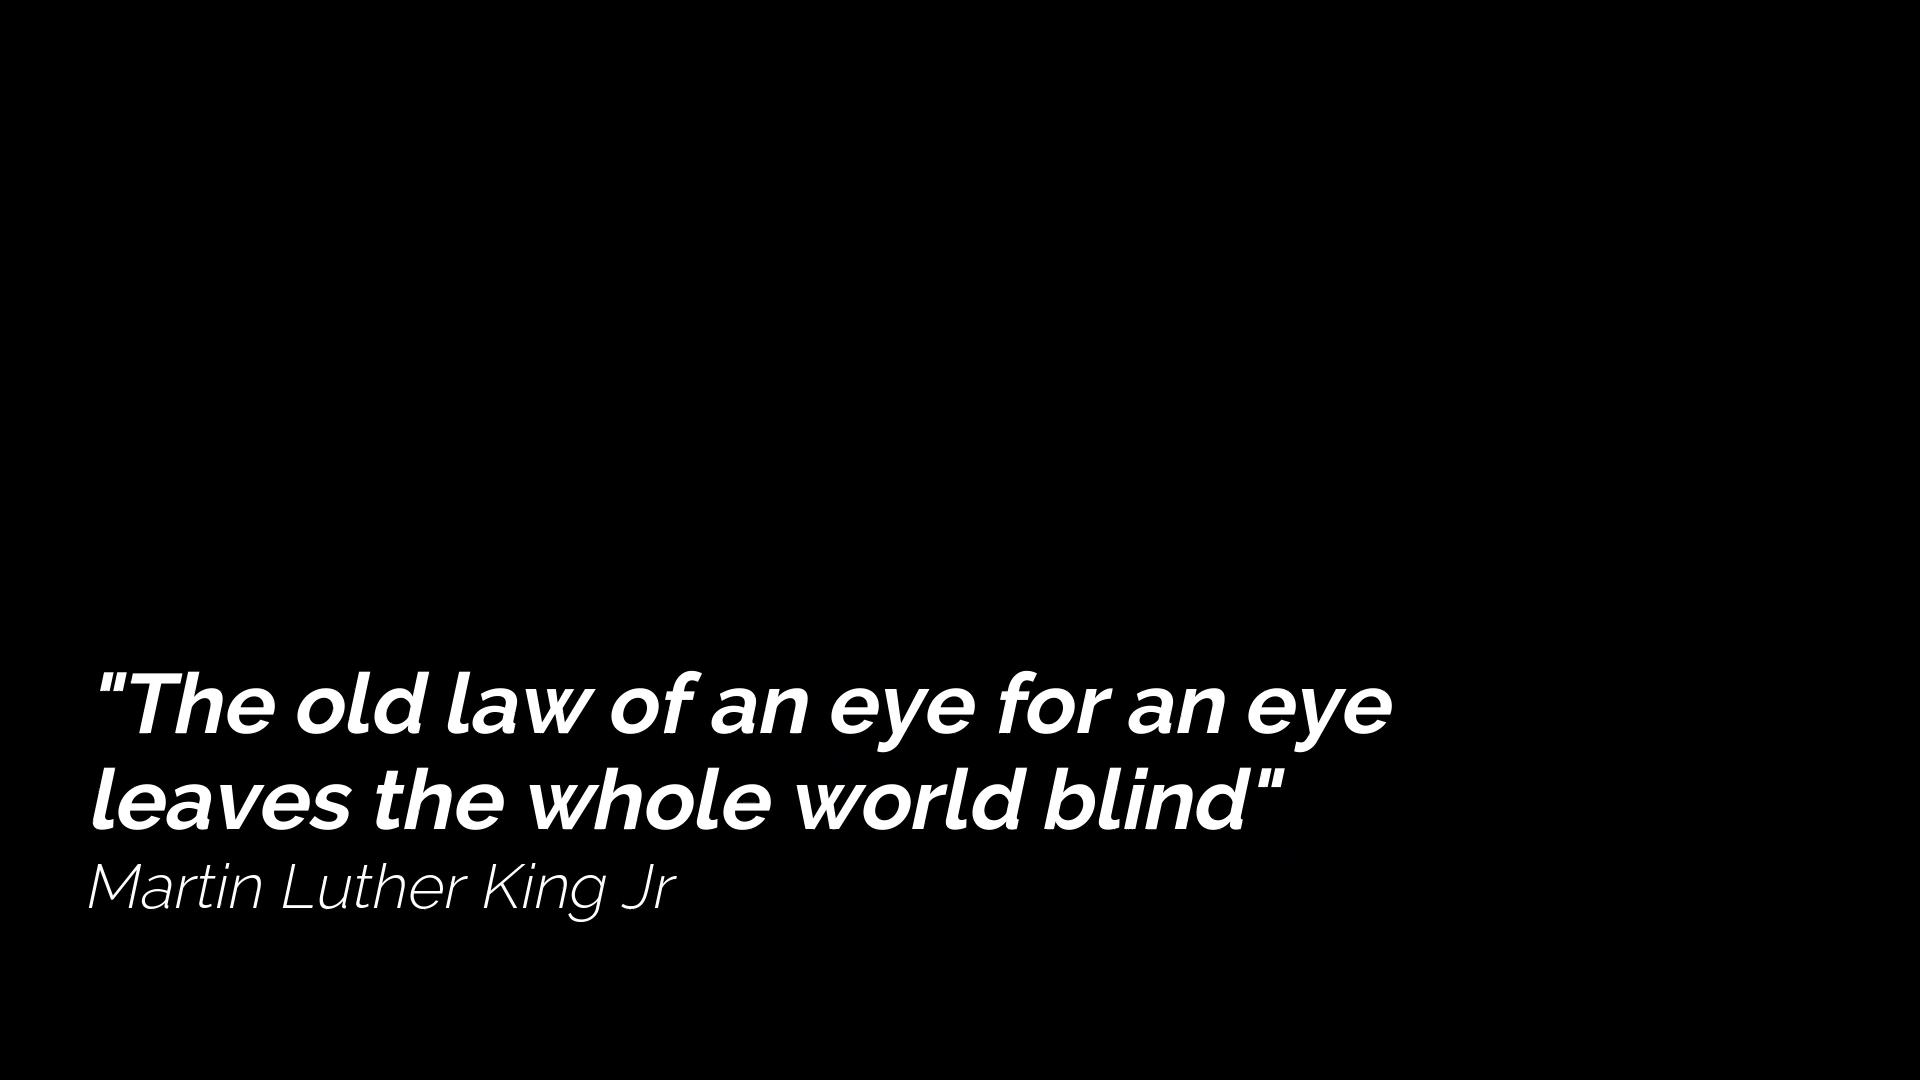 "The old law of an eye for an eye
leaves the whole world blind"
Martin Luther King Jr